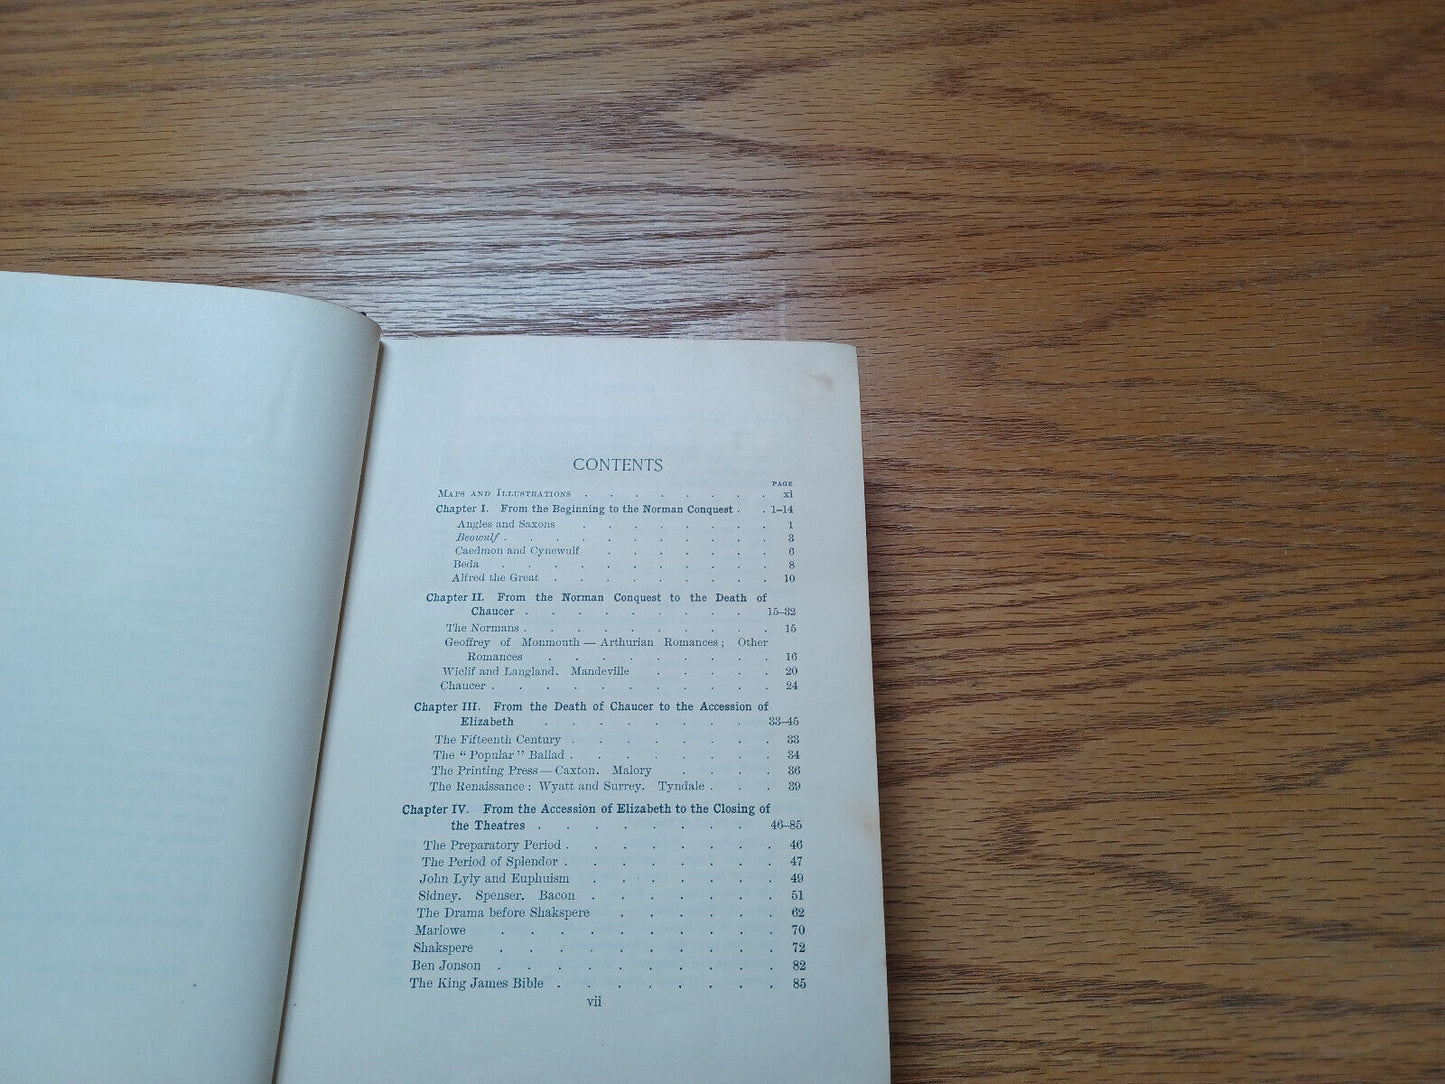 CONTENTS
PAGE
MAPS AND ILLUSTRATIONS . . . . . . . . xi
Chapter I. From the Beginning to the Norman Conquest . . 1–14
Angles and Saxons . . . . . . . 1
Beowulf . . . . . . . . . . 3
Caedmon and Cynewulf . . . . . . 6
Beda . . . . . . . . . . 8
Alfred the Great . . . . . . . . . 10
Chapter II. From the Norman Conquest to the Death of
Chaucer . . . . . . . . . 15–32
The Normans . . . . . . . . . . 15
Geoffrey of Monmouth — Arthurian Romances; Other
Romances . . . . . . . . . 16
Wiclif and Langland. Mandeville . . . . . 20
Chaucer . . . . . . . . . . . 24
Chapter III. From the Death of Chaucer to the Accession of
Elizabeth . . . . . . . . 33–45
The Fifteenth Century . . . . . . . . 33
The “Popular” Ballad . . . . . . . . 34
The Printing Press — Caxton. Malory . . . . 36
The Renaissance: Wyatt and Surrey. Tyndale . . . 39
Chapter IV. From the Accession of Elizabeth to the Closing of
the Theatres . . . . . . . . 46–85
The Preparatory Period . . . . . . . . 46
The Period of Splendor . . . . . . . . 47
John Lyly and Euphuism . . . . . . . 49
Sidney. Spenser. Bacon . . . . . . . 51
The Drama before Shakspere . . . . . . 62
Marlowe . . . . . . . . . . 70
Shakspere . . . . . . . . . . 72
Ben Jonson . . . . . . . . . . 82
The King James Bible . . . . . . . . 85
vii